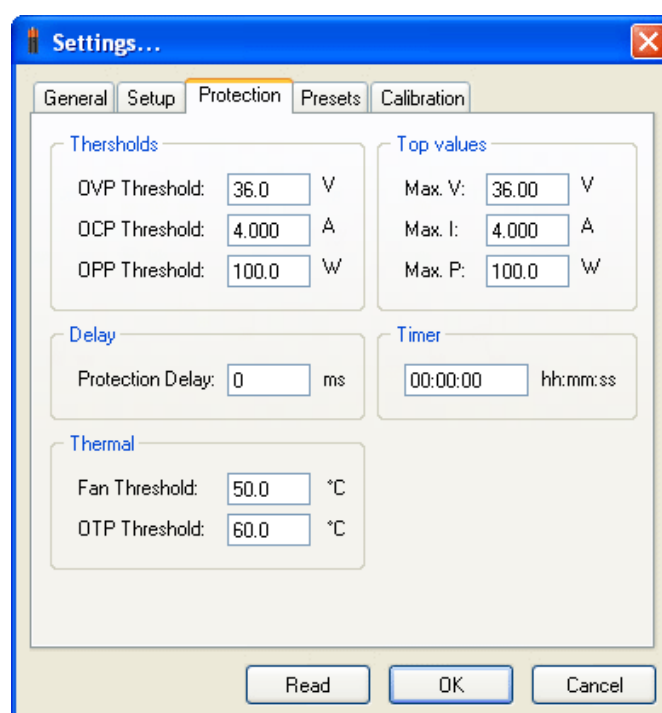 Settings...
General Setup Protection Presets Calibration
Thersholds
OVP Threshold: 36.0 V
OCP Threshold: 4.000 A
OPP Threshold: 100.0 W
Top values
Max. V: 36.00 V
Max. I: 4.000 A
Max. P: 100.0 W
Delay
Protection Delay: 0 ms
Timer
00:00:00 hh:mm:ss
Thermal
Fan Threshold: 50.0 °C
OTP Threshold: 60.0 °C
Read OK Cancel